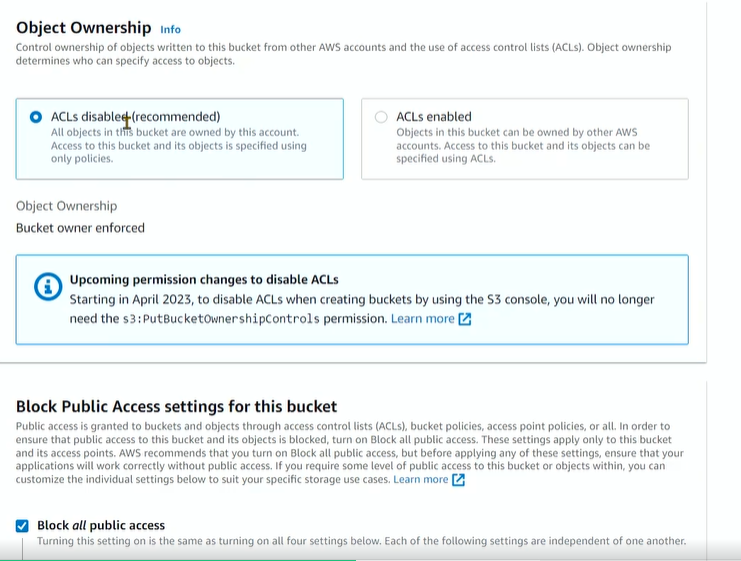 Object Ownership Info
Control ownership of objects written to this bucket from other AWS accounts and the use of access control lists (ACLs). Object ownership
determines who can specify access to objects.
ACLs disabled (recommended)
All objects in this bucket are owned by this account.
Access to this bucket and its objects is specified using
only policies.
ACLs enabled
Objects in this bucket can be owned by other AWS
accounts. Access to this bucket and its objects can be
specified using ACLs.
Object Ownership
Bucket owner enforced
Upcoming permission changes to disable ACLs
Starting in April 2023, to disable ACLs when creating buckets by using the S3 console, you will no longer
need the s3:PutBucketOwnershipControls permission. Learn more
Block Public Access settings for this bucket
Public access is granted to buckets and objects through access control lists (ACLs), bucket policies, access point policies, or all. In order to
ensure that public access to this bucket and its objects is blocked, turn on Block all public access. These settings apply only to this bucket
and its access points. AWS recommends that you turn on Block all public access, but before applying any of these settings, ensure that your
applications will work correctly without public access. If you require some level of public access to this bucket or objects within, you can
customize the individual settings below to suit your specific storage use cases. Learn more
Block all public access
Turning this setting on is the same as turning on all four settings below. Each of the following settings are independent of one another.